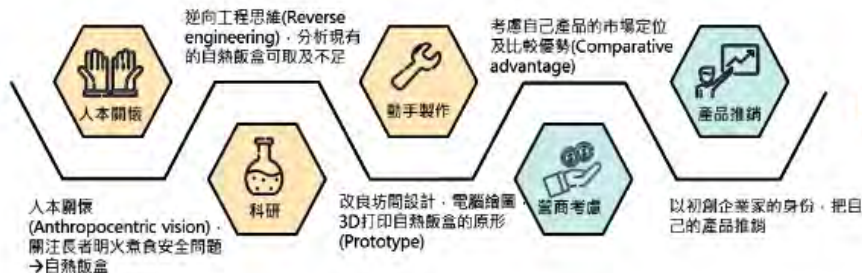 人本關懷
人本關懷
(Anthropocentric vision)，
關注長者明火煮食安全問題
→自熱飯盒
逆向工程思維(Reverse
engineering)，分析現有
的自熱飯盒可取及不足
科研
動手製作
改良坊間設計，電腦繪圖，
3D打印自熱飯盒的原形
(Prototype)
考慮自己產品的市場定位
及比較優勢(Comparative
advantage)
營商考慮
產品推銷
以初創企業家的身份，把自
己的產品推銷